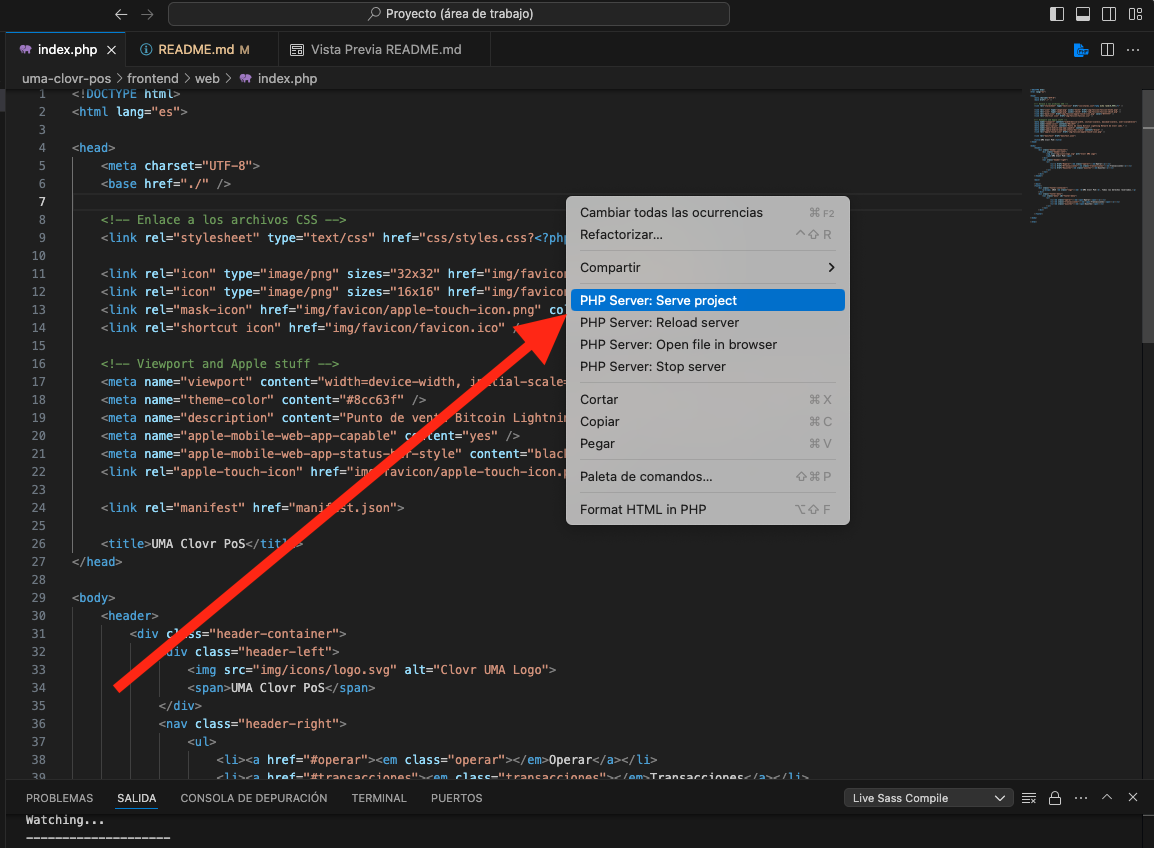 Proyecto (área de trabajo)
index.php
README.md M
Vista Previa README.md
uma-clovr-pos > frontend > web > index.php
1 <!DOCTYPE html>
2 <html lang="es">
3
4 <head>
5 <meta charset="UTF-8">
6 <base href="./" />
7
8 <!-- Enlace a los archivos CSS -->
9 <link rel="stylesheet" type="text/css" href="css/styles.css?<?php
10
11 <link rel="icon" type="image/png" sizes="32x32" href="img/favicon
12 <link rel="icon" type="image/png" sizes="16x16" href="img/favicon
13 <link rel="mask-icon" href="img/favicon/apple-touch-icon.png" co
14 <link rel="shortcut icon" href="img/favicon/favicon.ico" /
15
16 <!-- Viewport and Apple stuff -->
17 <meta name="viewport" content="width=device-width, initial-scale=
18 <meta name="theme-color" content="#8cc63f" />
19 <meta name="description" content="Punto de venta Bitcoin Lightnin
20 <meta name="apple-mobile-web-app-capable" content="yes" />
21 <meta name="apple-mobile-web-app-status-bar-style" content="blac
22 <link rel="apple-touch-icon" href="img/favicon/apple-touch-icon.p
23
24 <link rel="manifest" href="manifest.json">
25
26 <title>UMA Clovr PoS</title>
27 </head>
28
29 <body>
30 <header>
31 <div class="header-container">
32 <div class="header-left">
33 <img src="img/icons/logo.svg" alt="Clovr UMA Logo">
34 <span>UMA Clovr PoS</span>
35 </div>
36 <nav class="header-right">
37 <ul>
38 <li><a href="#operar"><em class="operar"></em>Operar</a></li>
39 <li><a href="#transacciones"><em class="transacciones"></em>Transacciones</a></li>
Cambiar todas las ocurrencias ⌘ F2
Refactorizar... ^ ⇧ R
Compartir >
PHP Server: Serve project
PHP Server: Reload server
PHP Server: Open file in browser
PHP Server: Stop server
Cortar ⌘ X
Copiar ⌘ C
Pegar ⌘ V
Paleta de comandos... ⇧ ⌘ P
Format HTML in PHP ⌥ ⇧ F
PROBLEMAS SALIDA CONSOLA DE DEPURACIÓN TERMINAL PUERTOS
Live Sass Compile
Watching...
--------------------